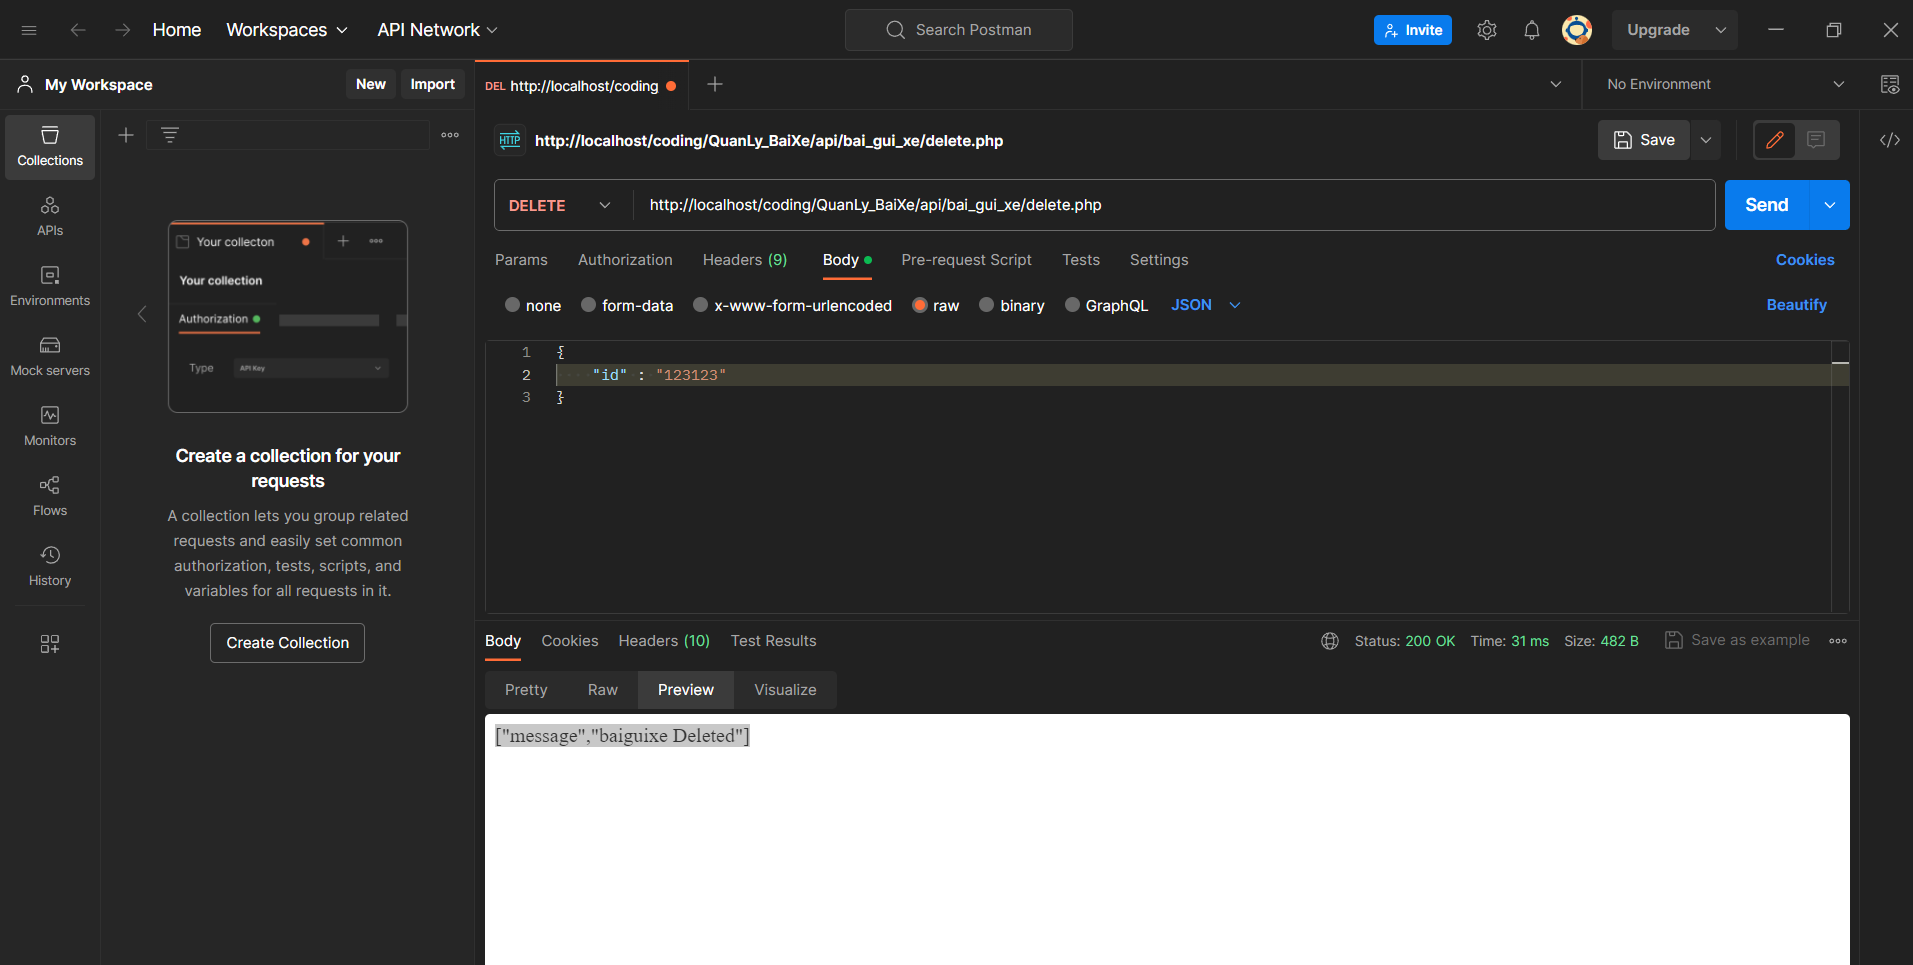 Home Workspaces API Network Search Postman Invite Upgrade
My Workspace New Import DEL http://localhost/coding No Environment
Collections
APIs
Environments
Mock servers
Monitors
Flows
History
Your collecton
Your collection
Authorization
Type API Key
Create a collection for your
requests
A collection lets you group related
requests and easily set common
authorization, tests, scripts, and
variables for all requests in it.
Create Collection
HTTP http://localhost/coding/QuanLy_BaiXe/api/bai_gui_xe/delete.php Save
DELETE http://localhost/coding/QuanLy_BaiXe/api/bai_gui_xe/delete.php Send
Params Authorization Headers (9) Body Pre-request Script Tests Settings Cookies
none form-data x-www-form-urlencoded raw binary GraphQL JSON Beautify
1 {
2 "id" : "123123"
3 }
Body Cookies Headers (10) Test Results Status: 200 OK Time: 31 ms Size: 482 B Save as example
Pretty Raw Preview Visualize
["message","baiguixe Deleted"]